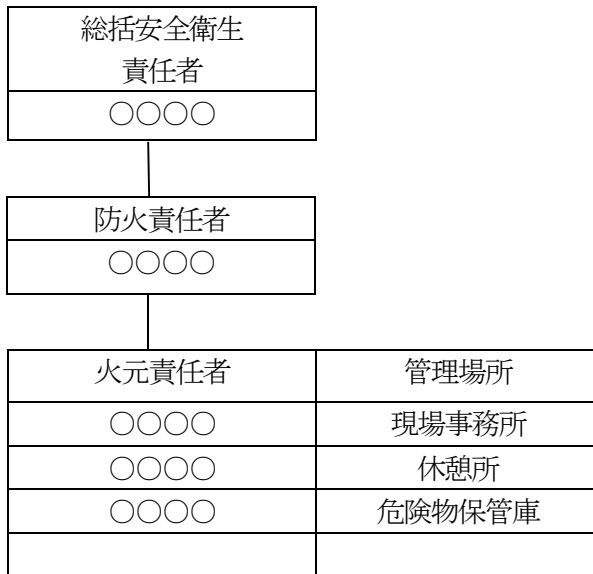 総括安全衛生
責任者
○○○○
防火責任者
○○○○
火元責任者 管理場所
○○○○ 現場事務所
○○○○ 休憩所
○○○○ 危険物保管庫